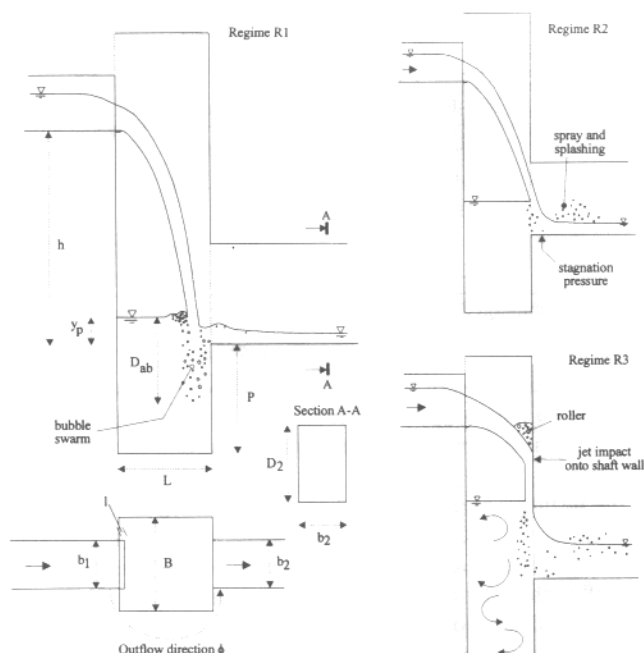 Regime R1
h
y_p
D_ab
bubble
swarm
L
P
A
A
Section A-A
D_2
b_2
l
b_1
B
b_2
Outflow direction ϕ
Regime R2
spray and
splashing
stagnation
pressure
Regime R3
roller
jet impact
onto shaft wall